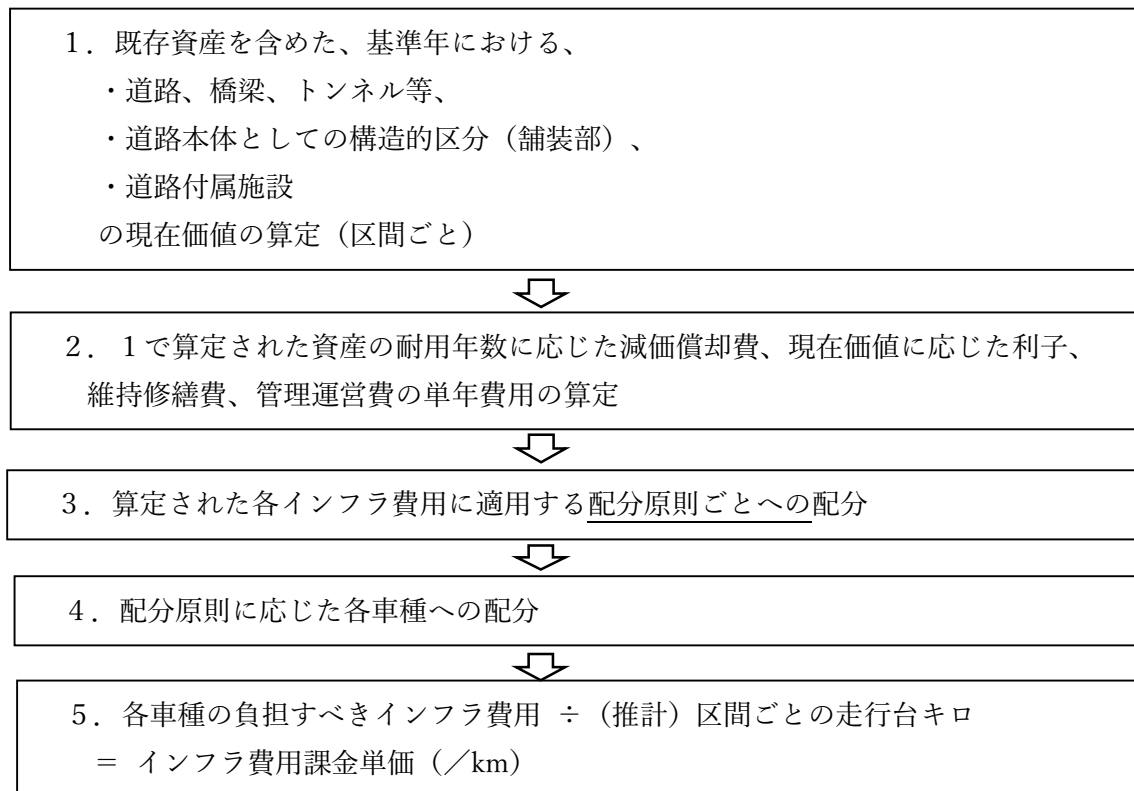 １．既存資産を含めた、基準年における、
・道路、橋梁、トンネル等、
・道路本体としての構造的区分（舗装部）、
・道路付属施設
の現在価値の算定（区間ごと）
２．１で算定された資産の耐用年数に応じた減価償却費、現在価値に応じた利子、
維持修繕費、管理運営費の単年費用の算定
３．算定された各インフラ費用に適用する配分原則ごとへの配分
４．配分原則に応じた各車種への配分
５．各車種の負担すべきインフラ費用 ÷（推計）区間ごとの走行台キロ
＝ インフラ費用課金単価（／km）